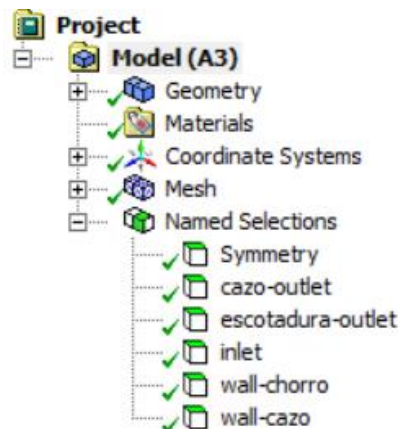 Project
Model (A3)
Geometry
Materials
Coordinate Systems
Mesh
Named Selections
Symmetry
cazo-outlet
escotadura-outlet
inlet
wall-chorro
wall-cazo